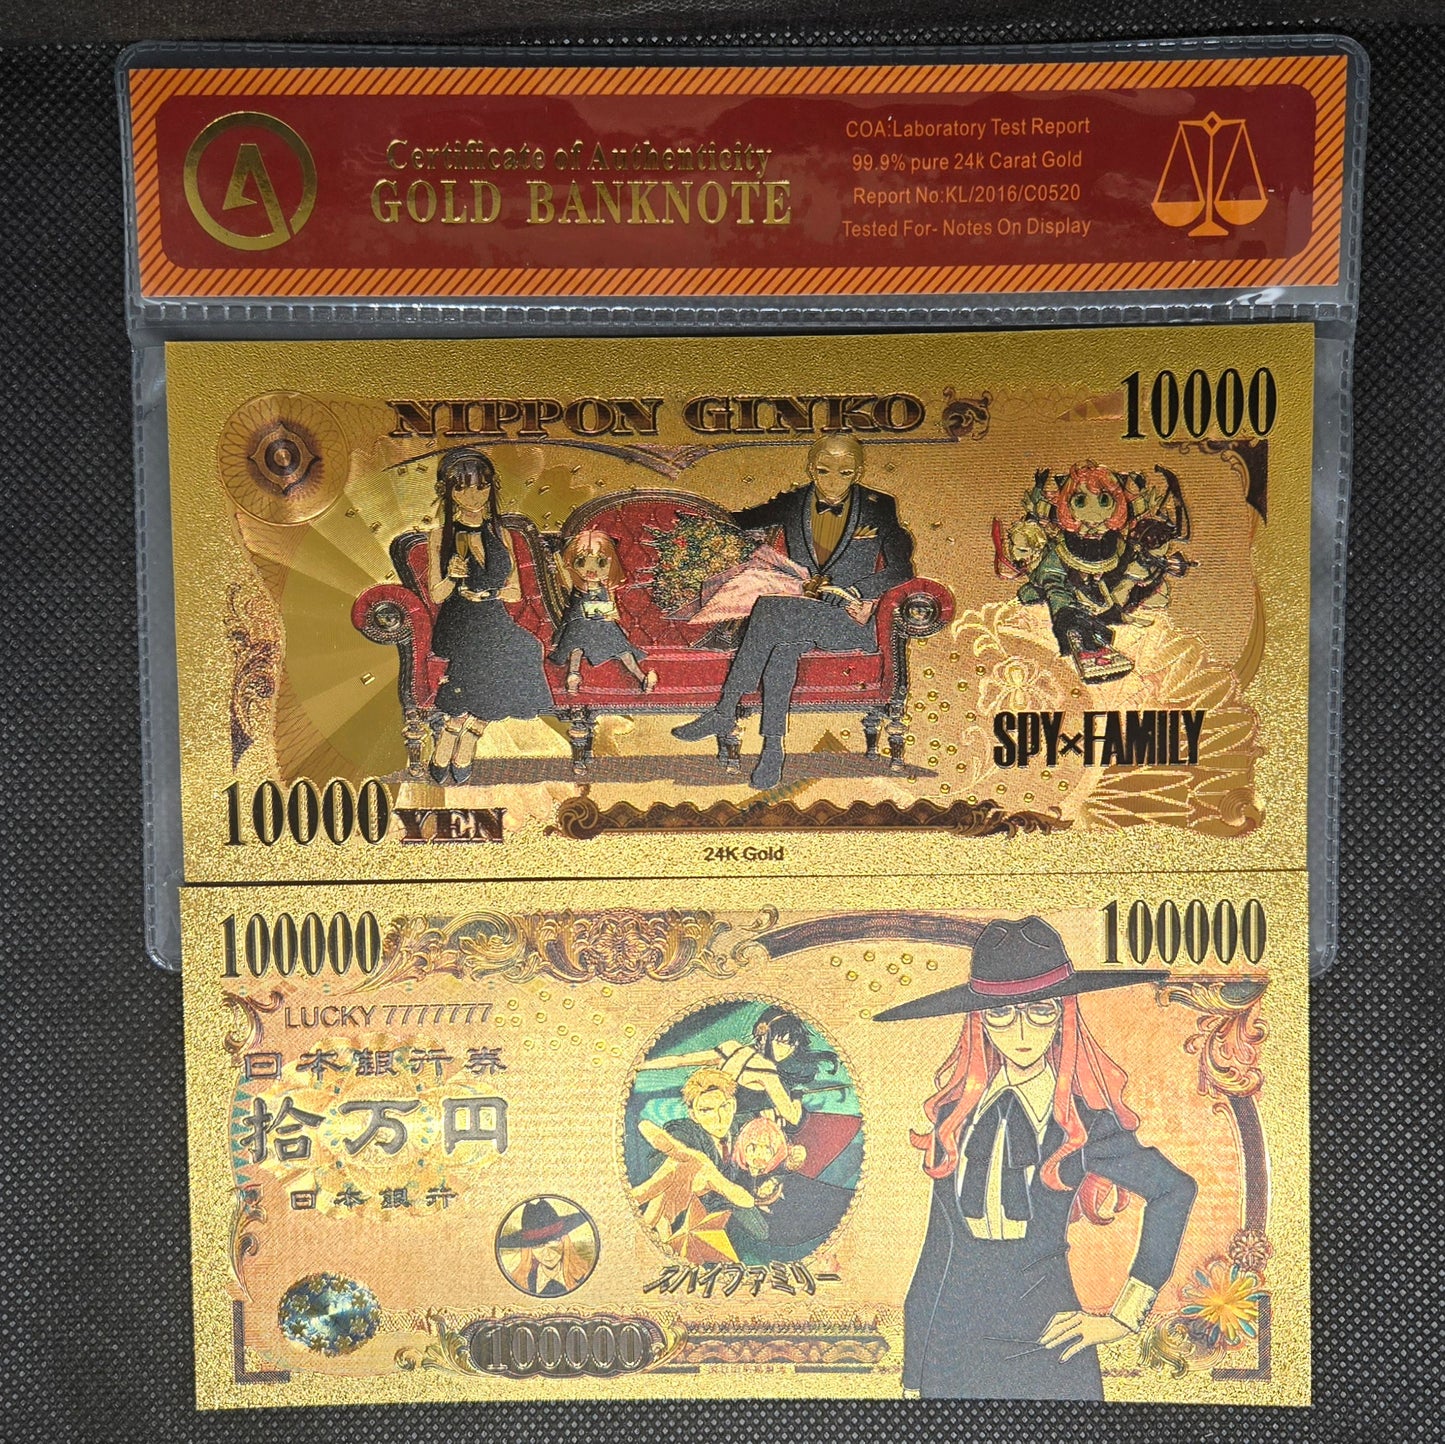 Certificate of Authenticity
GOLD BANKNOTE
COA:Laboratory Test Report
99.9% pure 24k Carat Gold
Report No:KL/2016/C0520
Tested For- Notes On Display
NIPPON GINKO
10000
SPY×FAMILY
10000 YEN
24K Gold
100000
100000
LUCKY 7777777
日本銀行券
拾万円
日本銀行
スパイファミリー
100000